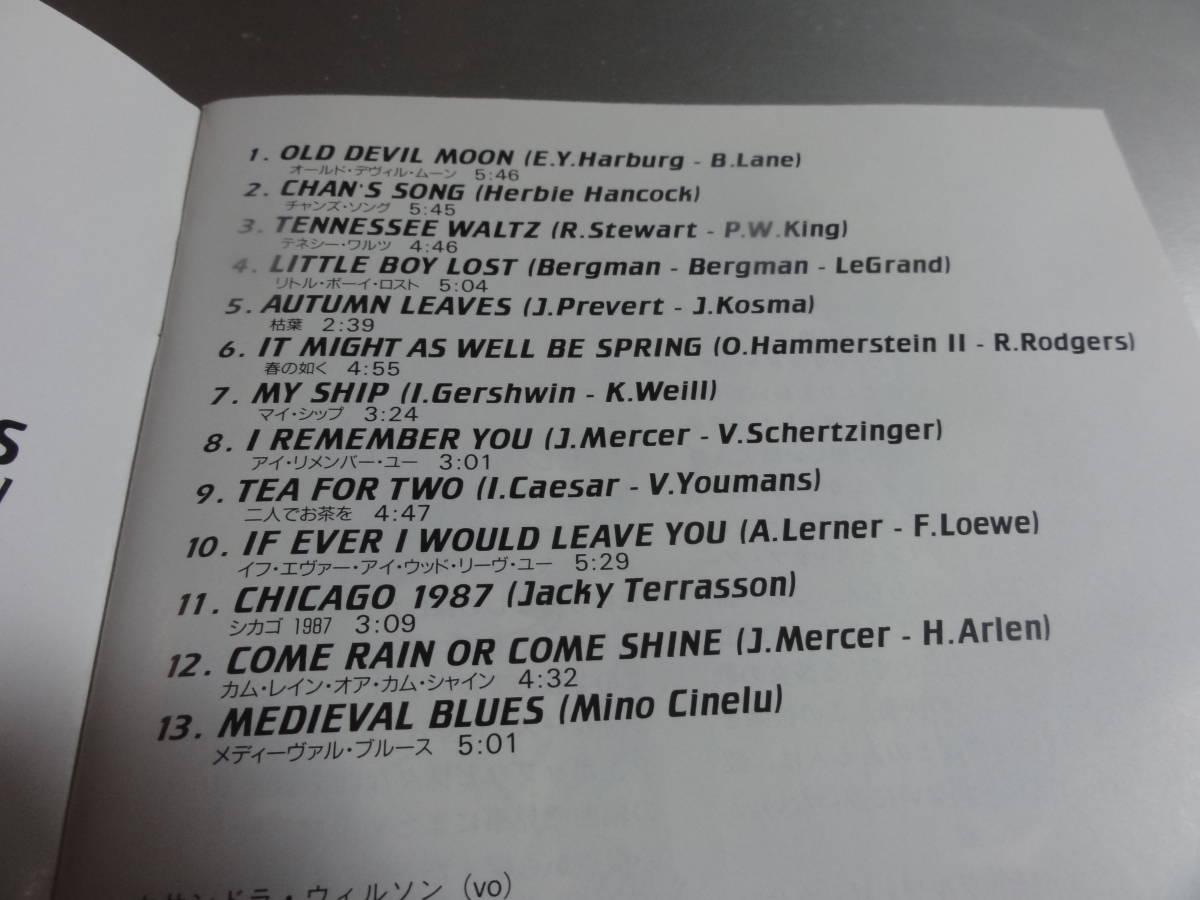 1. OLD DEVIL MOON (E.Y.Harburg - B.Lane)
オールド・デヴィル・ムーン 5:46
2. CHAN'S SONG (Herbie Hancock)
チャンズ・ソング 5:45
3. TENNESSEE WALTZ (R.Stewart - P.W.King)
テネシー・ワルツ 4:46
4. LITTLE BOY LOST (Bergman - Bergman - LeGrand)
リトル・ボーイ・ロスト 5:04
5. AUTUMN LEAVES (J.Prevert - J.Kosma)
枯葉 2:39
6. IT MIGHT AS WELL BE SPRING (O.Hammerstein II - R.Rodgers)
春の如く 4:55
7. MY SHIP (I.Gershwin - K.Weill)
マイ・シップ 3:24
8. I REMEMBER YOU (J.Mercer - V.Schertzinger)
アイ・リメンバー・ユー 3:01
9. TEA FOR TWO (I.Caesar - V.Youmans)
二人でお茶を 4:47
10. IF EVER I WOULD LEAVE YOU (A.Lerner - F.Loewe)
イフ・エヴァー・アイ・ウッド・リーヴ・ユー 5:29
11. CHICAGO 1987 (Jacky Terrasson)
シカゴ 1987 3:09
12. COME RAIN OR COME SHINE (J.Mercer - H.Arlen)
カム・レイン・オア・カム・シャイン 4:32
13. MEDIEVAL BLUES (Mino Cinelu)
メディーヴァル・ブルース 5:01
サンドラ・ウィルソン (vo)
S